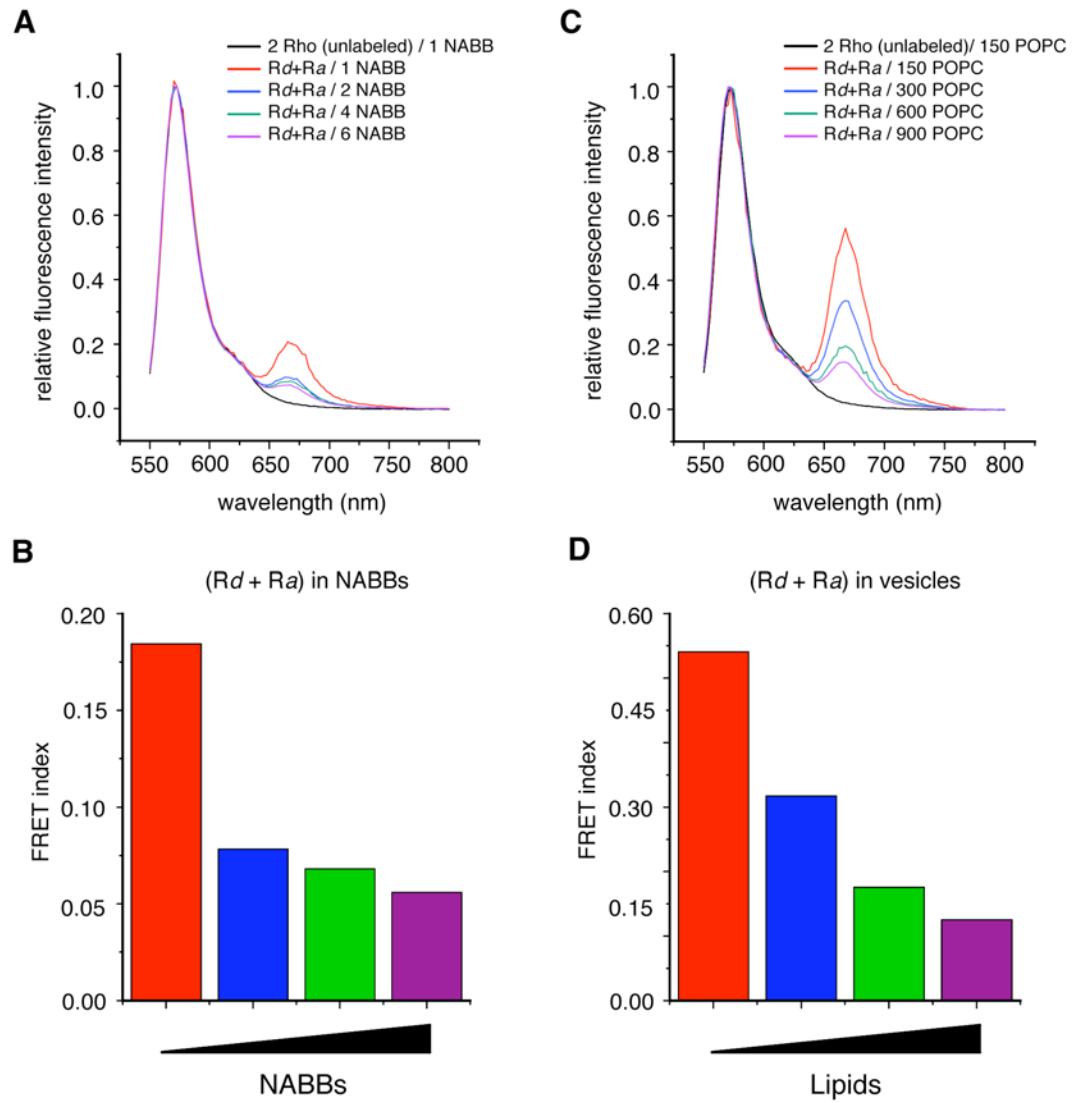 A
2 Rho (unlabeled) / 1 NABB
Rd+Ra / 1 NABB
Rd+Ra / 2 NABB
Rd+Ra / 4 NABB
Rd+Ra / 6 NABB
relative fluorescence intensity
1.0
0.8
0.6
0.4
0.2
0.0
550 600 650 700 750 800
wavelength (nm)
C
2 Rho (unlabeled)/ 150 POPC
Rd+Ra / 150 POPC
Rd+Ra / 300 POPC
Rd+Ra / 600 POPC
Rd+Ra / 900 POPC
relative fluorescence intensity
1.0
0.8
0.6
0.4
0.2
0.0
550 600 650 700 750 800
wavelength (nm)
B
(Rd + Ra) in NABBs
FRET index
0.20
0.15
0.10
0.05
0.00
NABBs
D
(Rd + Ra) in vesicles
FRET index
0.60
0.45
0.30
0.15
0.00
Lipids